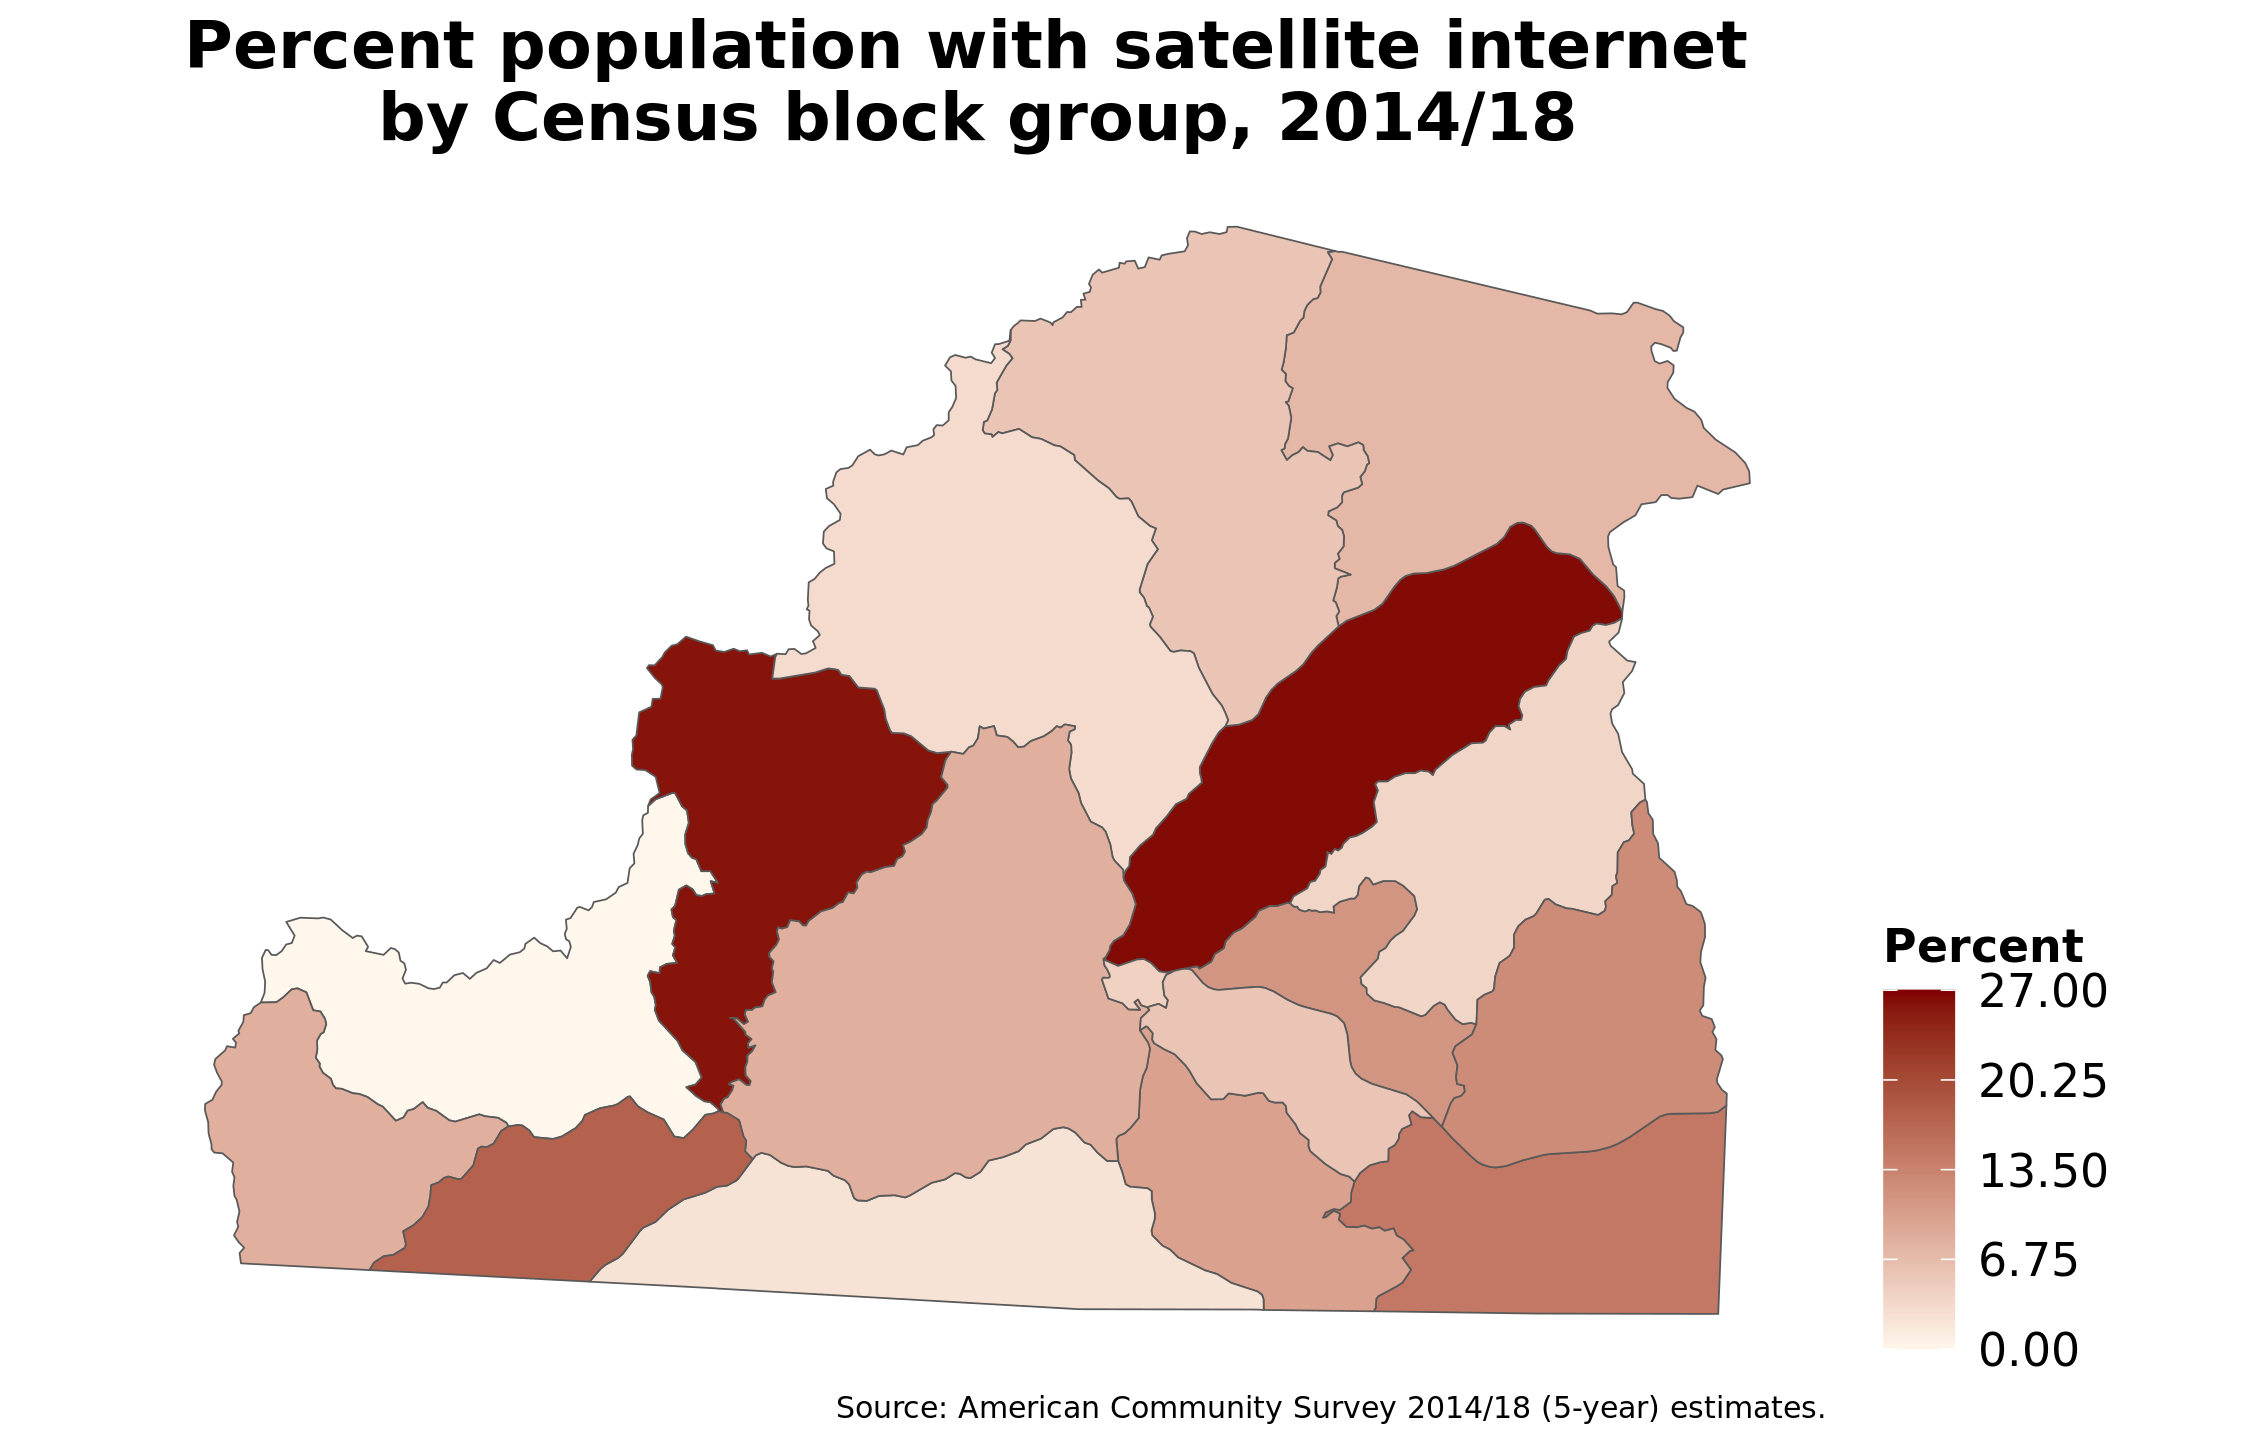 Percent population with satellite internet
by Census block group, 2014/18
Percent
27.00
20.25
13.50
6.75
0.00
Source: American Community Survey 2014/18 (5-year) estimates.